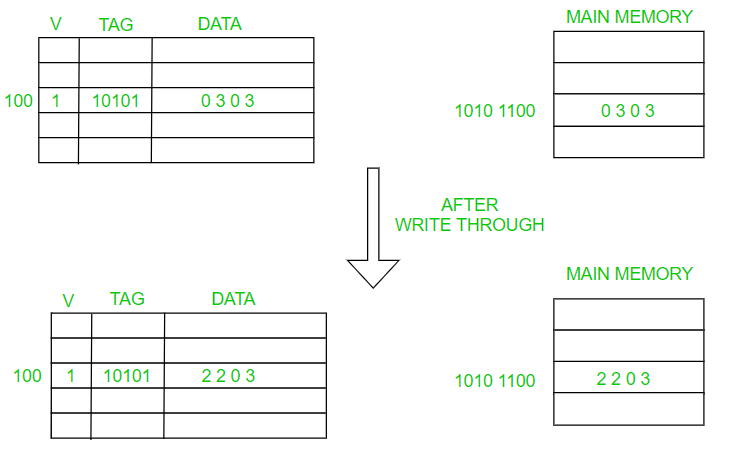 V TAG DATA
MAIN MEMORY
100 1 10101 0 3 0 3
1010 1100 0 3 0 3
AFTER
WRITE THROUGH
V TAG DATA
MAIN MEMORY
100 1 10101 2 2 0 3
1010 1100 2 2 0 3